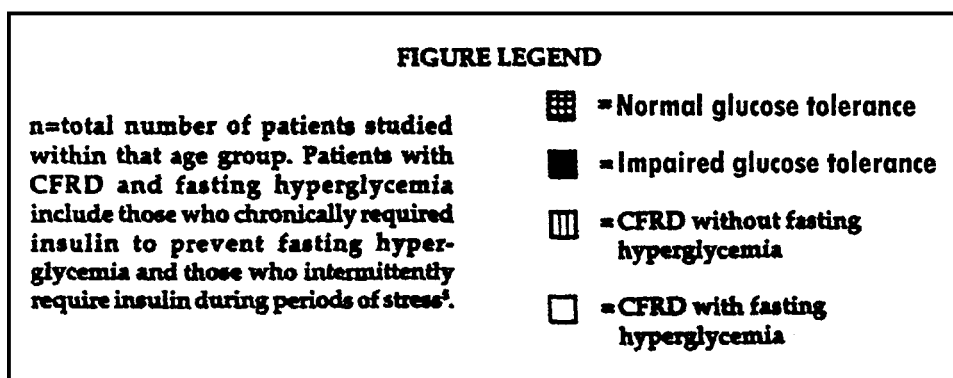 FIGURE LEGEND
n=total number of patients studied
within that age group. Patients with
CFRD and fasting hyperglycemia
include those who chronically required
insulin to prevent fasting hyper-
glycemia and those who intermittently
require insulin during periods of stress⁵.
=Normal glucose tolerance
=Impaired glucose tolerance
=CFRD without fasting
hyperglycemia
=CFRD with fasting
hyperglycemia